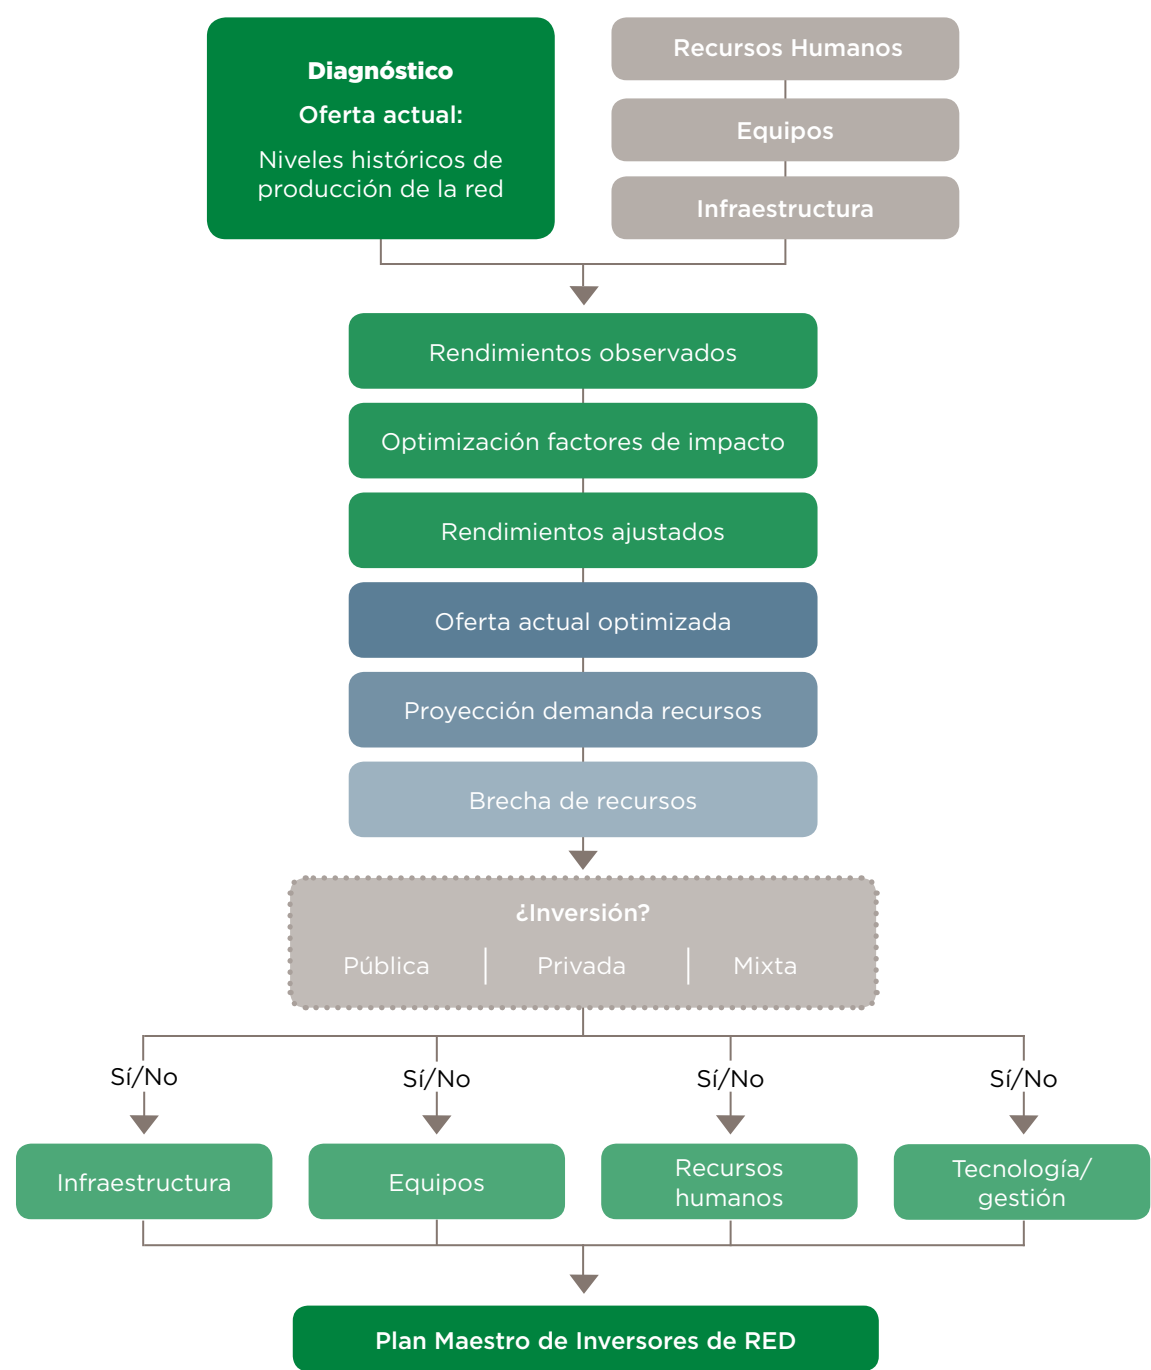 Diagnóstico
Oferta actual:
Niveles históricos de
producción de la red
Recursos Humanos
Equipos
Infraestructura
Rendimientos observados
Optimización factores de impacto
Rendimientos ajustados
Oferta actual optimizada
Proyección demanda recursos
Brecha de recursos
¿Inversión?
Pública
Privada
Mixta
Sí/No
Sí/No
Sí/No
Sí/No
Infraestructura
Equipos
Recursos
humanos
Tecnología/
gestión
Plan Maestro de Inversores de RED